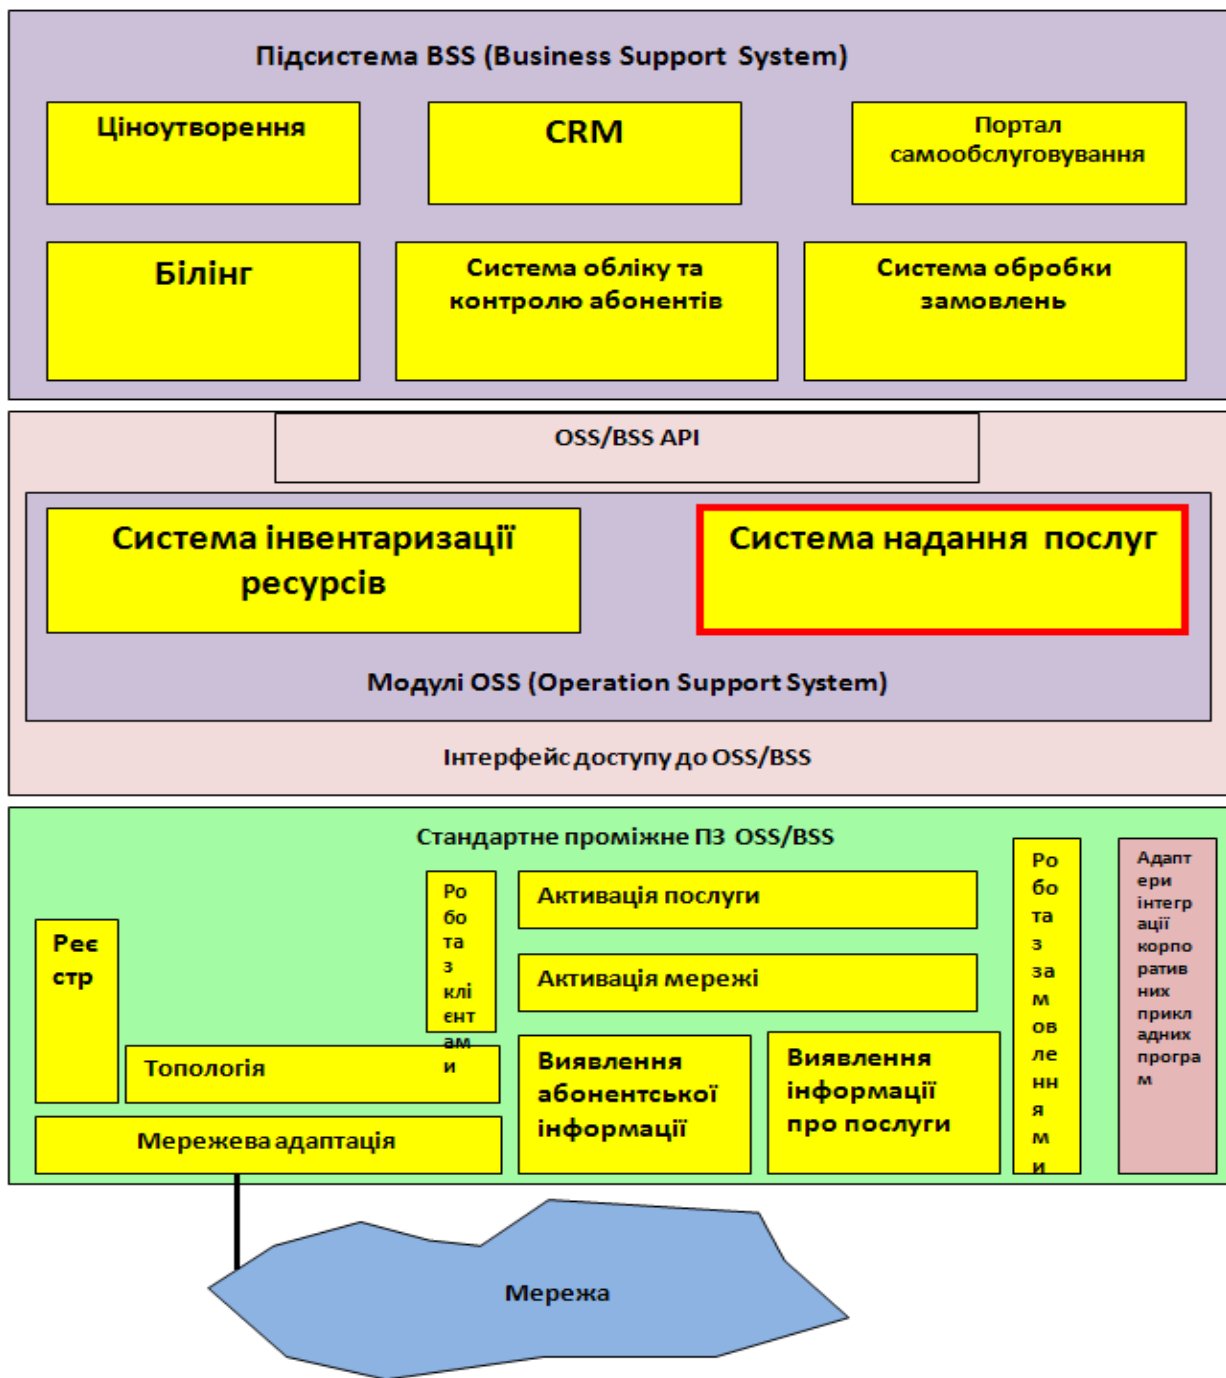 Підсистема BSS (Business Support System)
Ціноутворення
CRM
Портал
самообслуговування
Білінг
Система обліку та
контролю абонентів
Система обробки
замовлень
OSS/BSS API
Система інвентаризації
ресурсів
Система надання послуг
Модулі OSS (Operation Support System)
Інтерфейс доступу до OSS/BSS
Стандартне проміжне ПЗ OSS/BSS
Реє
стр
Топологія
Мережева адаптація
Ро
бо
та
з
клі
єнт
ам
и
Активація послуги
Активація мережі
Виявлення
абонентської
інформації
Виявлення
інформації
про послуги
Ро
бо
та
з
за
м
ов
ле
нн
я
м
и
Адапт
ери
інтегр
ації
корпо
ратив
них
прикл
адних
програ
м
Мережа